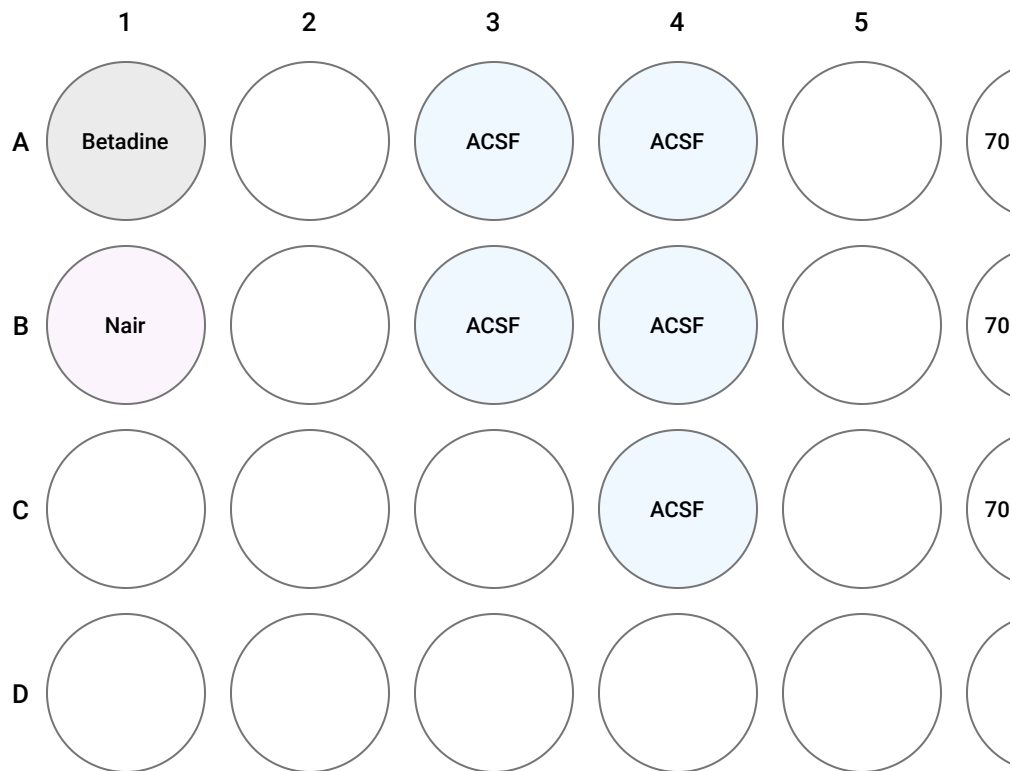 1 2 3 4 5
A Betadine ACSF ACSF 70
B Nair ACSF ACSF 70
C ACSF 70
D